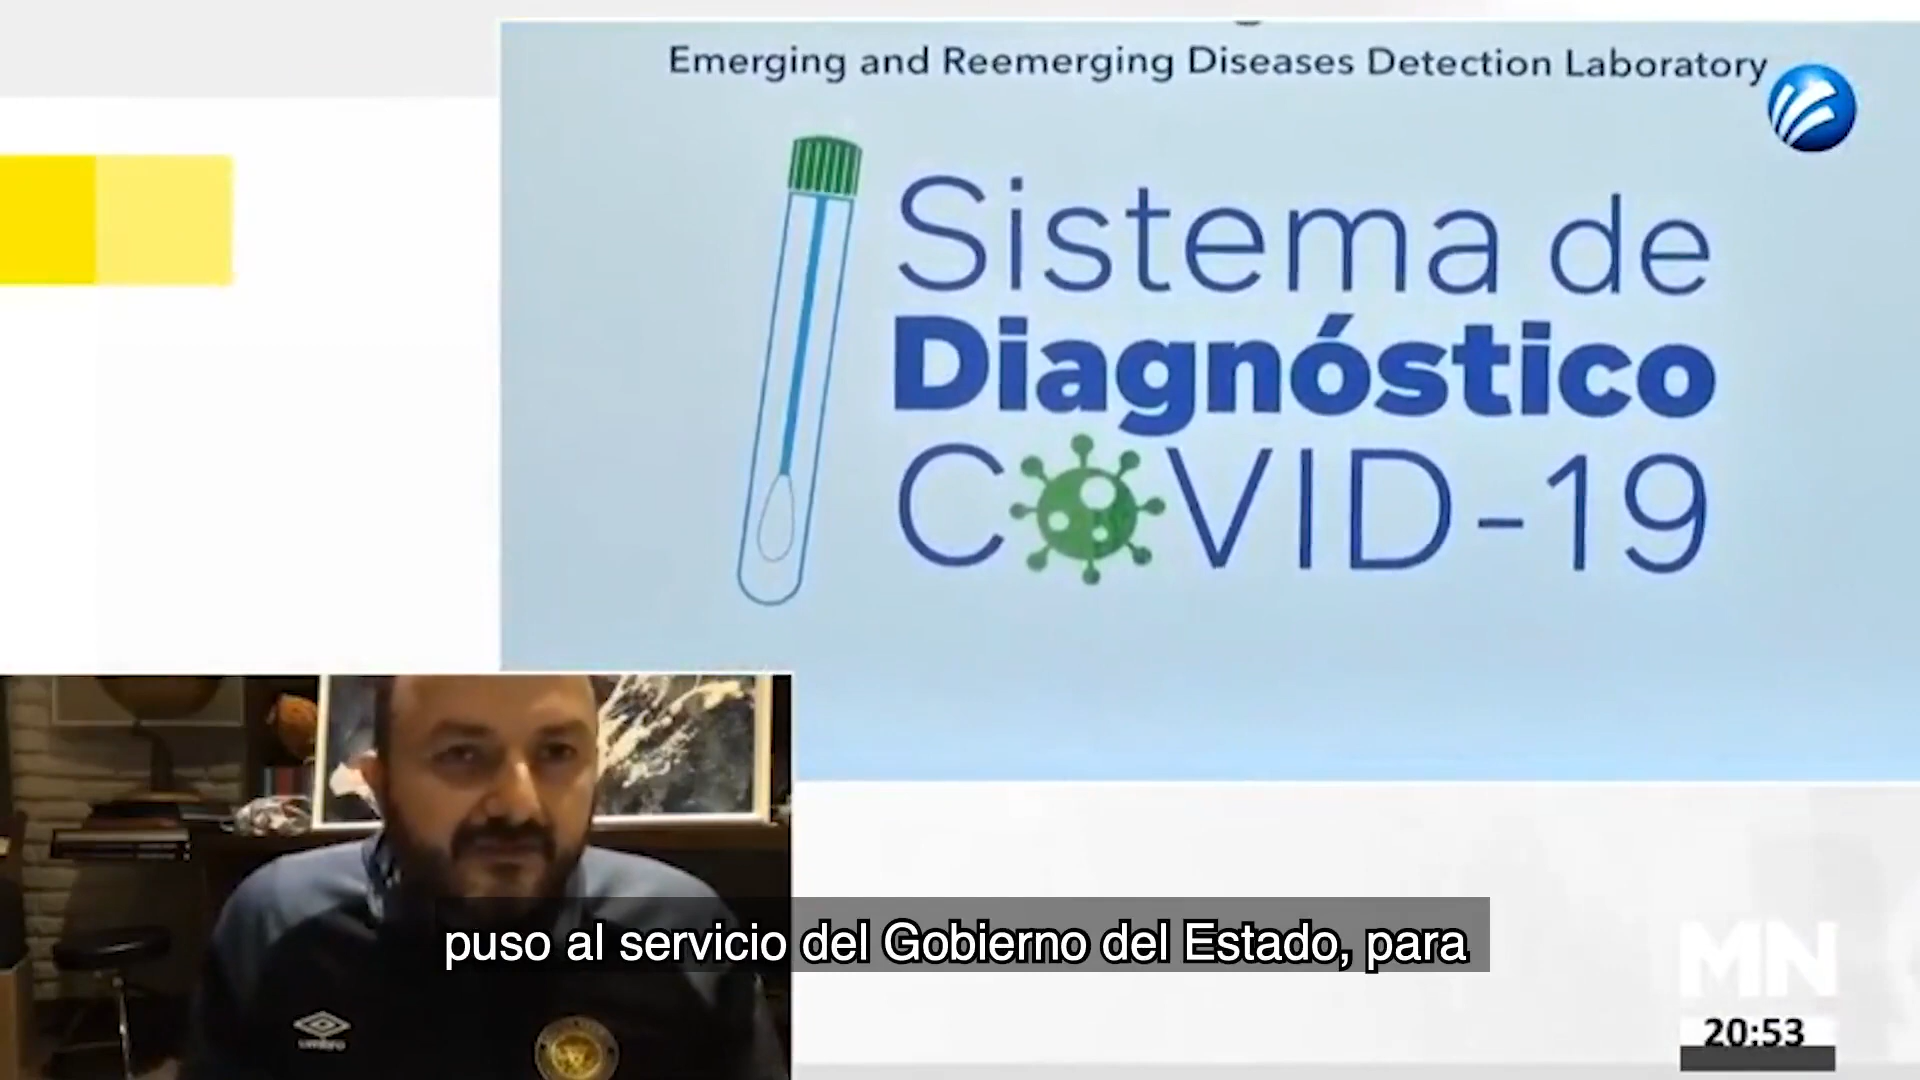 Emerging and Reemerging Diseases Detection Laboratory
Sistema de
Diagnóstico
COVID-19
puso al servicio del Gobierno del Estado, para
umbro
MN
20:53